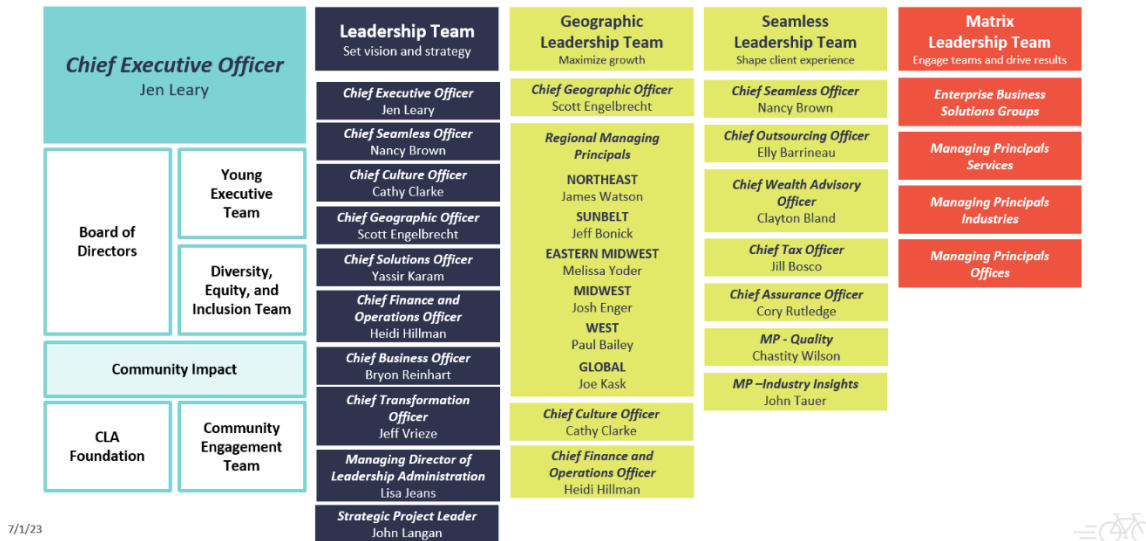 Chief Executive Officer
Jen Leary
Board of
Directors
Young
Executive
Team
Diversity,
Equity, and
Inclusion Team
Community Impact
CLA
Foundation
Community
Engagement
Team
Leadership Team
Set vision and strategy
Chief Executive Officer
Jen Leary
Chief Seamless Officer
Nancy Brown
Chief Culture Officer
Cathy Clarke
Chief Geographic Officer
Scott Engelbrecht
Chief Solutions Officer
Yassir Karam
Chief Finance and
Operations Officer
Heidi Hillman
Chief Business Officer
Bryon Reinhart
Chief Transformation
Officer
Jeff Vrieze
Managing Director of
Leadership Administration
Lisa Jeans
Strategic Project Leader
John Langan
Geographic
Leadership Team
Maximize growth
Chief Geographic Officer
Scott Engelbrecht
Regional Managing
Principals
NORTHEAST
James Watson
SUNBELT
Jeff Bonick
EASTERN MIDWEST
Melissa Yoder
MIDWEST
Josh Enger
WEST
Paul Bailey
GLOBAL
Joe Kask
Chief Culture Officer
Cathy Clarke
Chief Finance and
Operations Officer
Heidi Hillman
Seamless
Leadership Team
Shape client experience
Chief Seamless Officer
Nancy Brown
Chief Outsourcing Officer
Elly Barrineau
Chief Wealth Advisory
Officer
Clayton Bland
Chief Tax Officer
Jill Bosco
Chief Assurance Officer
Cory Rutledge
MP - Quality
Chastity Wilson
MP –Industry Insights
John Tauer
Matrix
Leadership Team
Engage teams and drive results
Enterprise Business
Solutions Groups
Managing Principals
Services
Managing Principals
Industries
Managing Principals
Offices
7/1/23